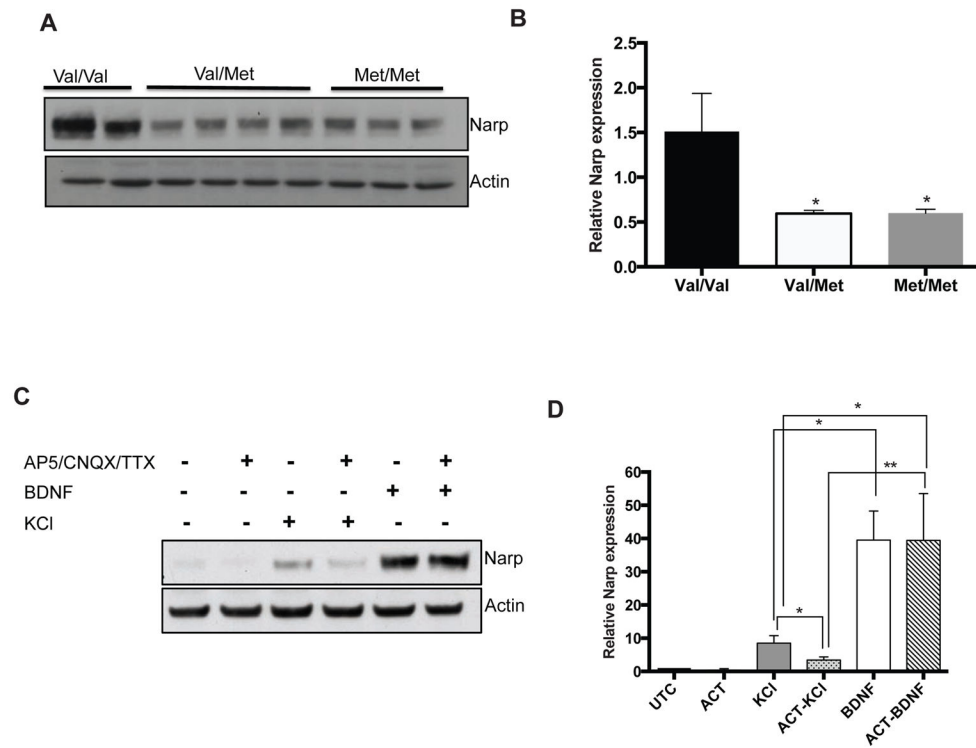 A
Val/Val Val/Met Met/Met
Narp
Actin
B
Relative Narp expression
2.5
2.0
1.5
1.0
0.5
0.0
* *
Val/Val Val/Met Met/Met
C
AP5/CNQX/TTX - + - + - +
BDNF - - - - + +
KCl - - + + - -
Narp
Actin
D
*
*
**
*
Relative Narp expression
60
50
40
30
20
10
0
UTC ACT KCl ACT-KCl BDNF ACT-BDNF